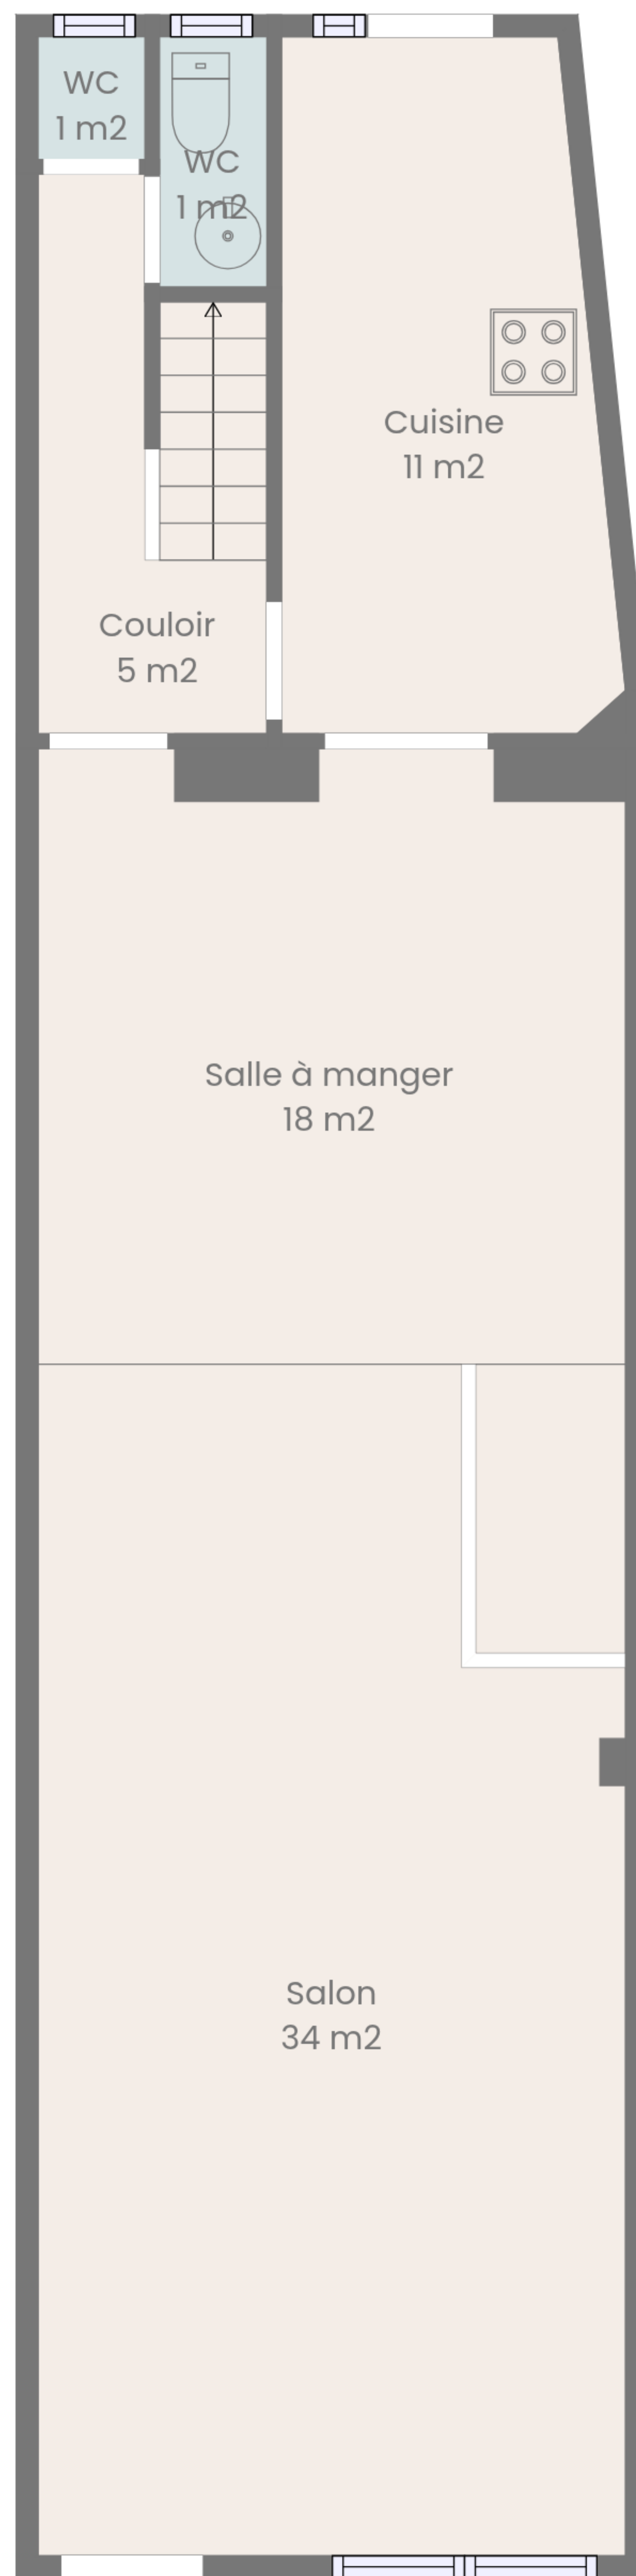 WC
1 m2
WC
1 m2
Cuisine
11 m2
Couloir
5 m2
Salle à manger
18 m2
Salon
34 m2